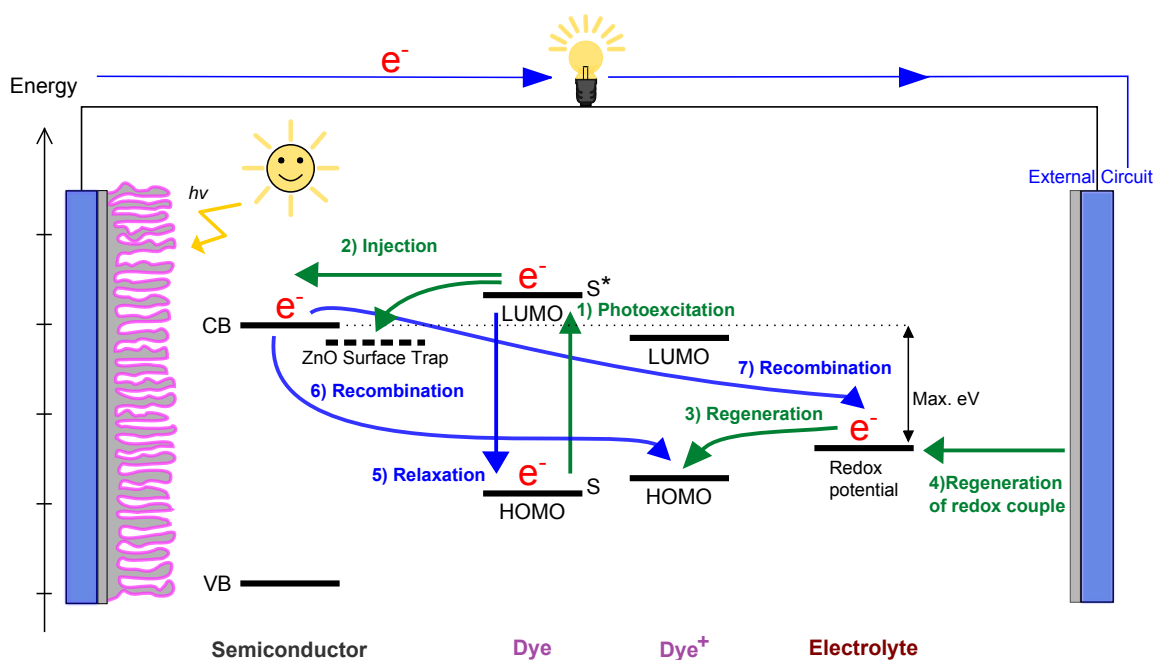 e-
Energy
External Circuit
hv
2) Injection
e-
S*
1) Photoexcitation
e-
CB
LUMO
ZnO Surface Trap
LUMO
7) Recombination
6) Recombination
Max. eV
3) Regeneration
e-
5) Relaxation
e-
S
HOMO
HOMO
Redox
potential
4)Regeneration
of redox couple
VB
Semiconductor
Dye
Dye+
Electrolyte